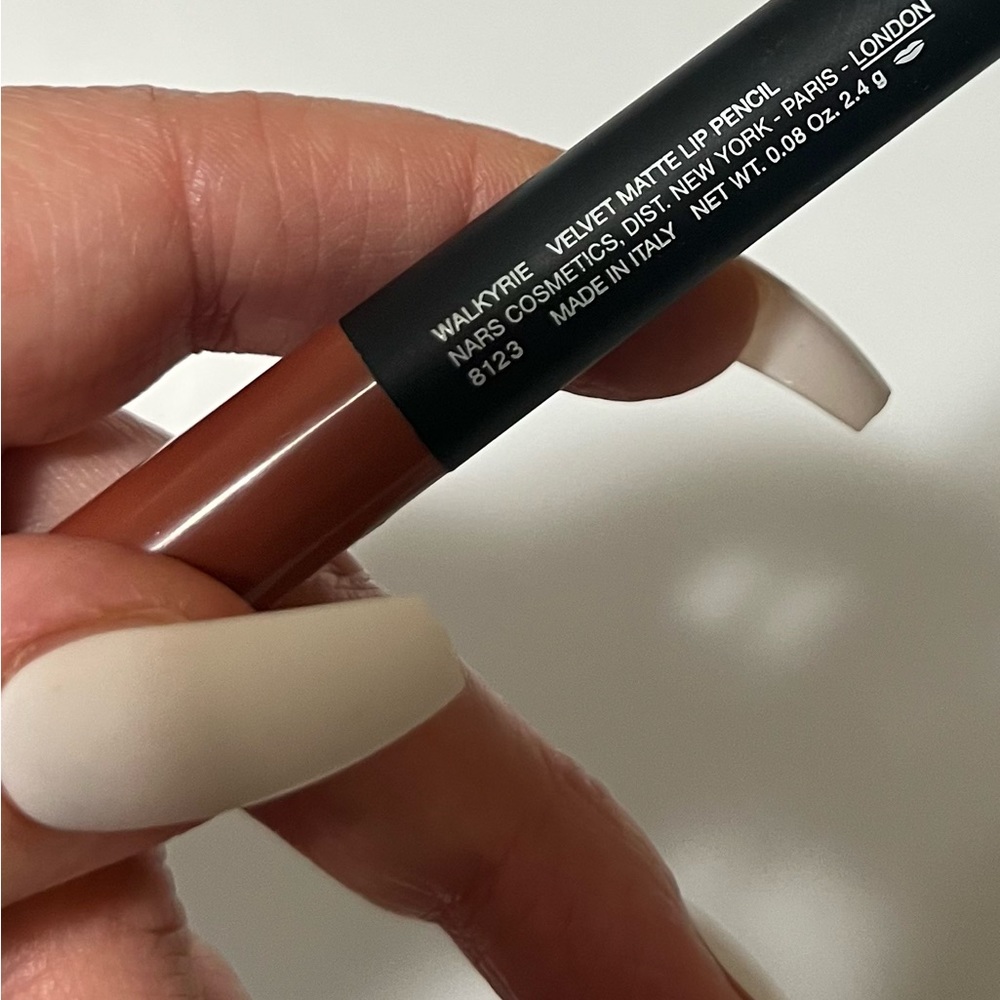 WALKYRIE VELVET MATTE LIP PENCIL
NARS COSMETICS, DIST. NEW YORK - PARIS - LONDON
8123 MADE IN ITALY NET WT. 0.08 Oz. 2.4 g